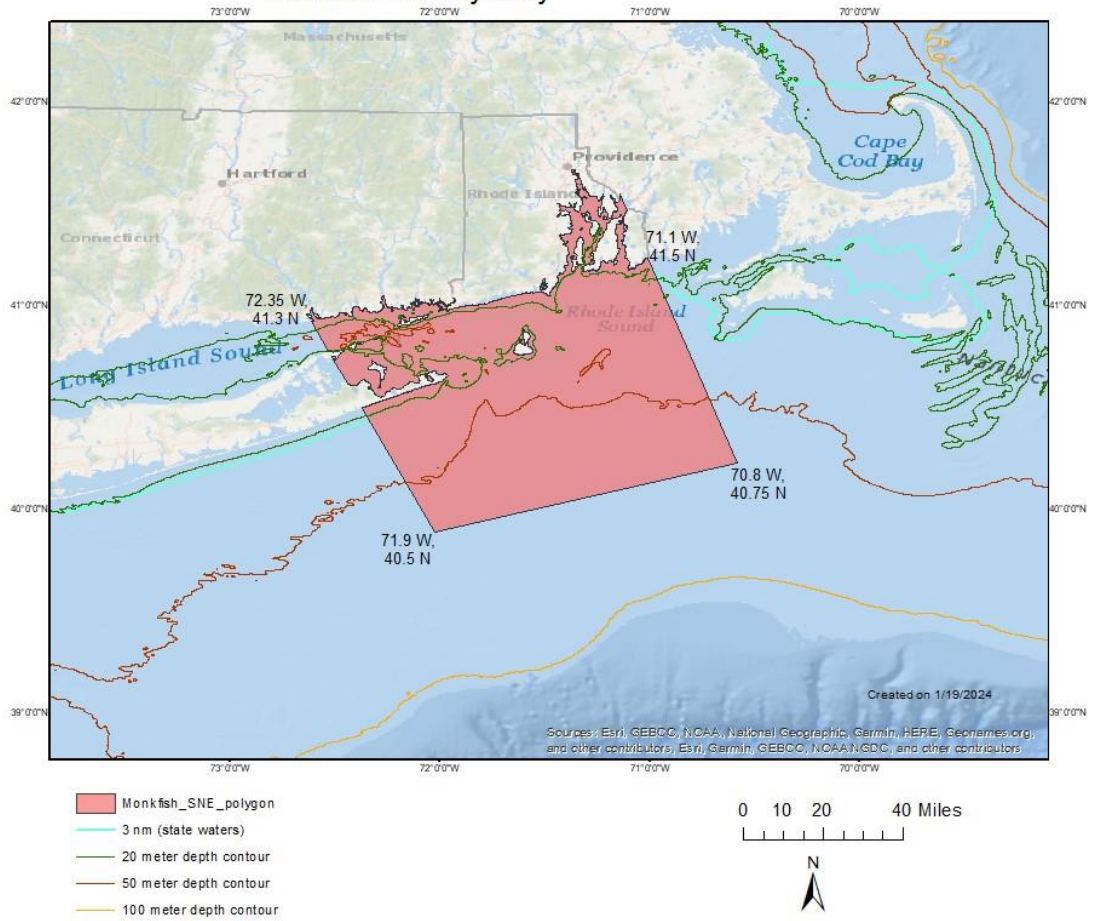 73°0'0"W 72°0'0"W 71°0'0"W 70°0'0"W
Massachusetts
42°0'0"N 42°0'0"N
Cape
Cod Bay
Providence
Hartford
Rhode Island
Connecticut
71.1 W,
41.5 N
72.35 W,
41.3 N
41°0'0"N 41°0'0"N
Rhode Island
Sound
Long Island Sound
70.8 W,
40.75 N
40°0'0"N 40°0'0"N
71.9 W,
40.5 N
Created on 1/19/2024
39°0'0"N 39°0'0"N
Sources: Esri, GEBCO, NOAA, National Geographic, Garmin, HERE, Geonames.org,
and other contributors, Esri, Garmin, GEBCO, NOAA NGDC, and other contributors
73°0'0"W 72°0'0"W 71°0'0"W 70°0'0"W
Monkfish_SNE_polygon
3 nm (state waters)
20 meter depth contour
50 meter depth contour
100 meter depth contour
0 10 20 40 Miles
N